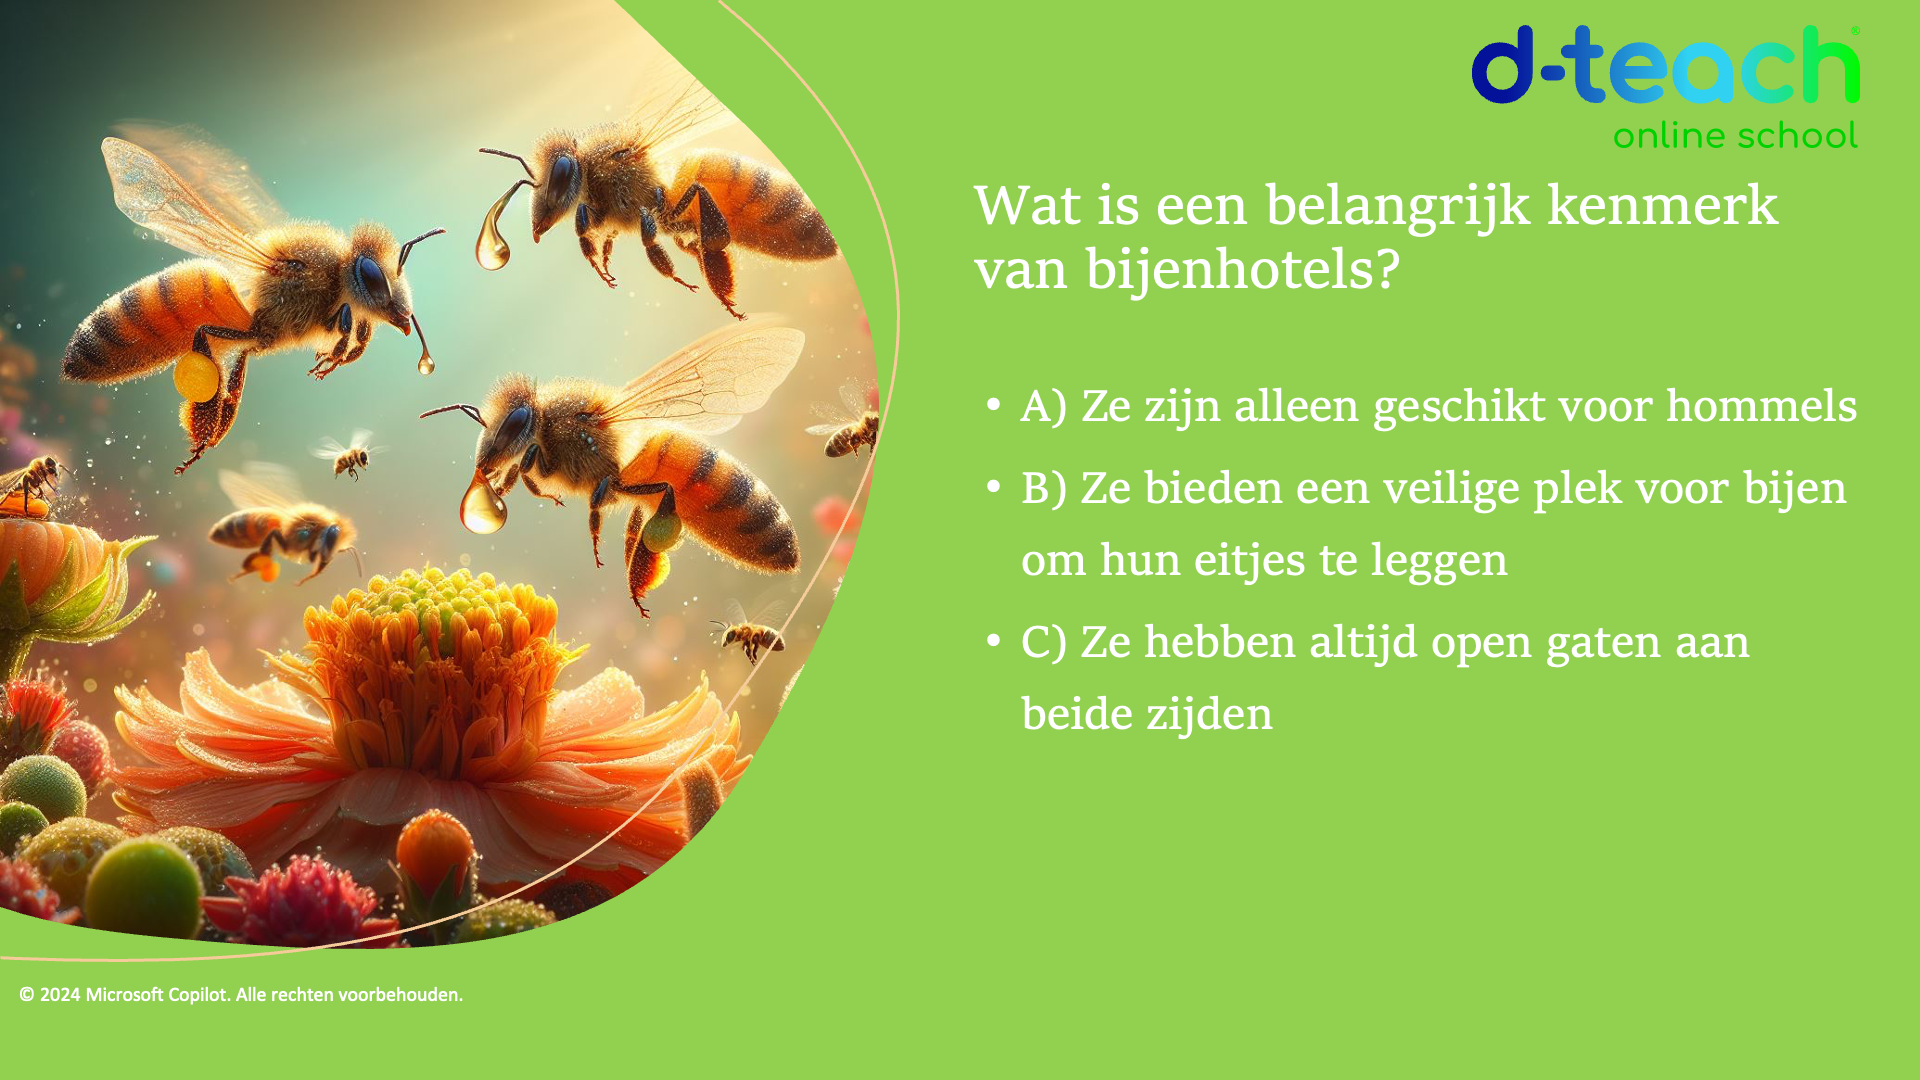 d-teach®
online school
Wat is een belangrijk kenmerk
van bijenhotels?
• A) Ze zijn alleen geschikt voor hommels
• B) Ze bieden een veilige plek voor bijen
om hun eitjes te leggen
• C) Ze hebben altijd open gaten aan
beide zijden
© 2024 Microsoft Copilot. Alle rechten voorbehouden.